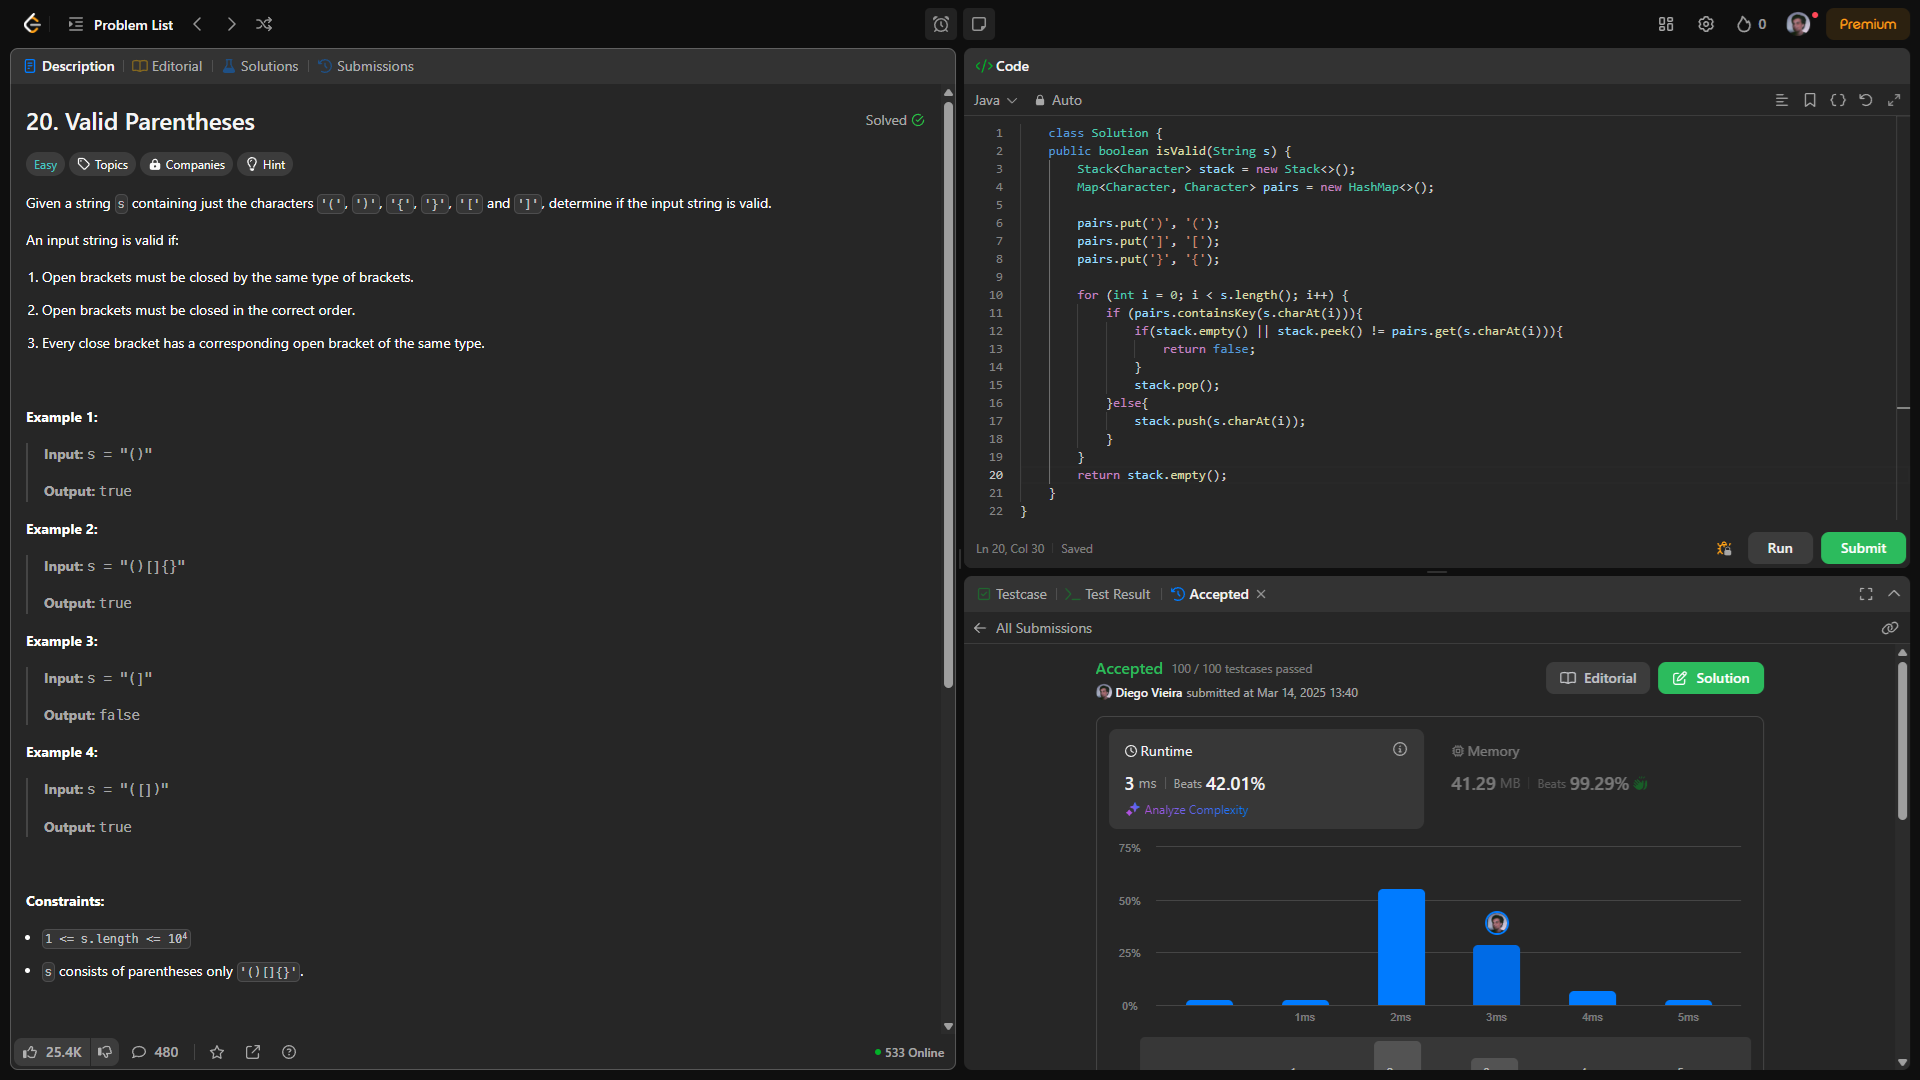 Problem List
0
Premium
Description
Editorial
Solutions
Submissions
20. Valid Parentheses
Solved
Easy
Topics
Companies
Hint
Given a string s containing just the characters '(', ')', '{', '}', '[' and ']', determine if the input string is valid.
An input string is valid if:
1. Open brackets must be closed by the same type of brackets.
2. Open brackets must be closed in the correct order.
3. Every close bracket has a corresponding open bracket of the same type.
Example 1:
Input: s = "()"
Output: true
Example 2:
Input: s = "()[]{}"
Output: true
Example 3:
Input: s = "(]"
Output: false
Example 4:
Input: s = "([])"
Output: true
Constraints:
1 <= s.length <= 10⁴
s consists of parentheses only '()[]{}'.
25.4K
480
533 Online
</> Code
Java
Auto
1 class Solution {
2 public boolean isValid(String s) {
3 Stack<Character> stack = new Stack<>();
4 Map<Character, Character> pairs = new HashMap<>();
5
6 pairs.put(')', '(');
7 pairs.put(']', '[');
8 pairs.put('}', '{');
9
10 for (int i = 0; i < s.length(); i++) {
11 if (pairs.containsKey(s.charAt(i))){
12 if(stack.empty() || stack.peek() != pairs.get(s.charAt(i))){
13 return false;
14 }
15 stack.pop();
16 }else{
17 stack.push(s.charAt(i));
18 }
19 }
20 return stack.empty();
21 }
22 }
Ln 20, Col 30
Saved
Run
Submit
Testcase
Test Result
Accepted
All Submissions
Accepted 100 / 100 testcases passed
Diego Vieira submitted at Mar 14, 2025 13:40
Editorial
Solution
Runtime
3 ms
Beats 42.01%
Analyze Complexity
Memory
41.29 MB
Beats 99.29%
75%
50%
25%
0%
1ms
2ms
3ms
4ms
5ms